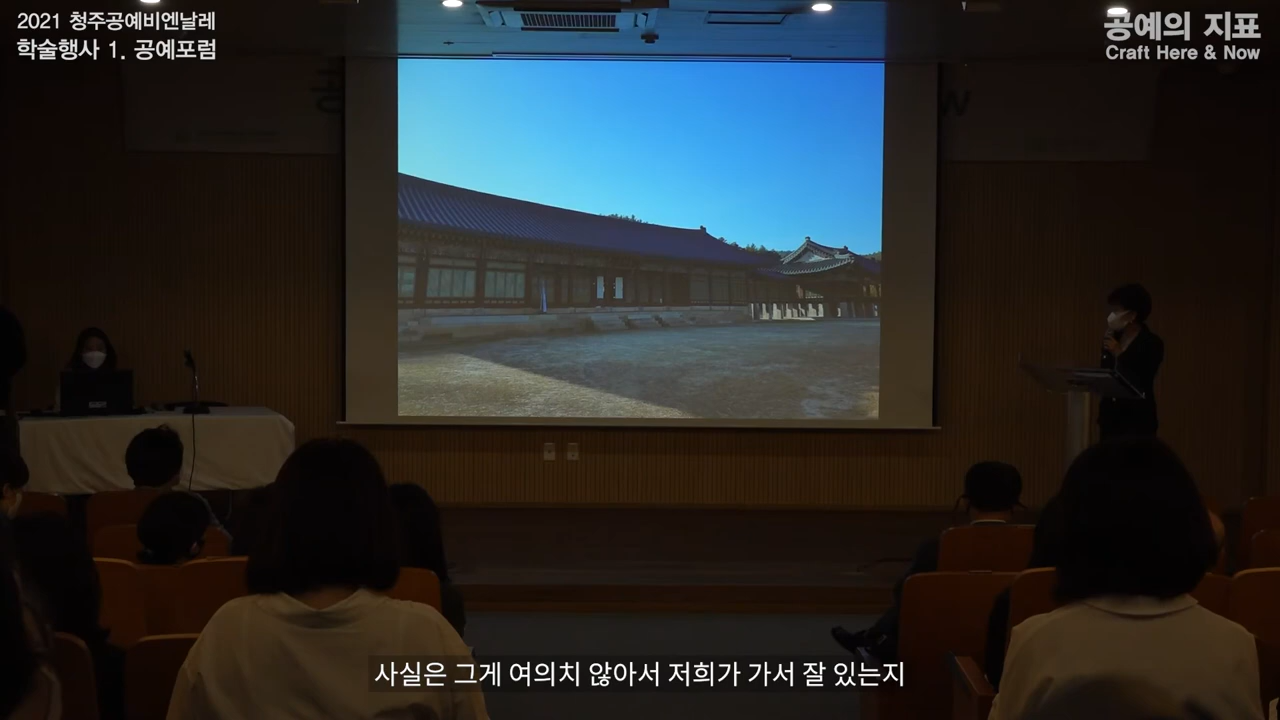 2021 청주공예비엔날레
학술행사 1. 공예포럼
공예의 지표
Craft Here & Now
사실은 그게 여의치 않아서 저희가 가서 잘 있는지